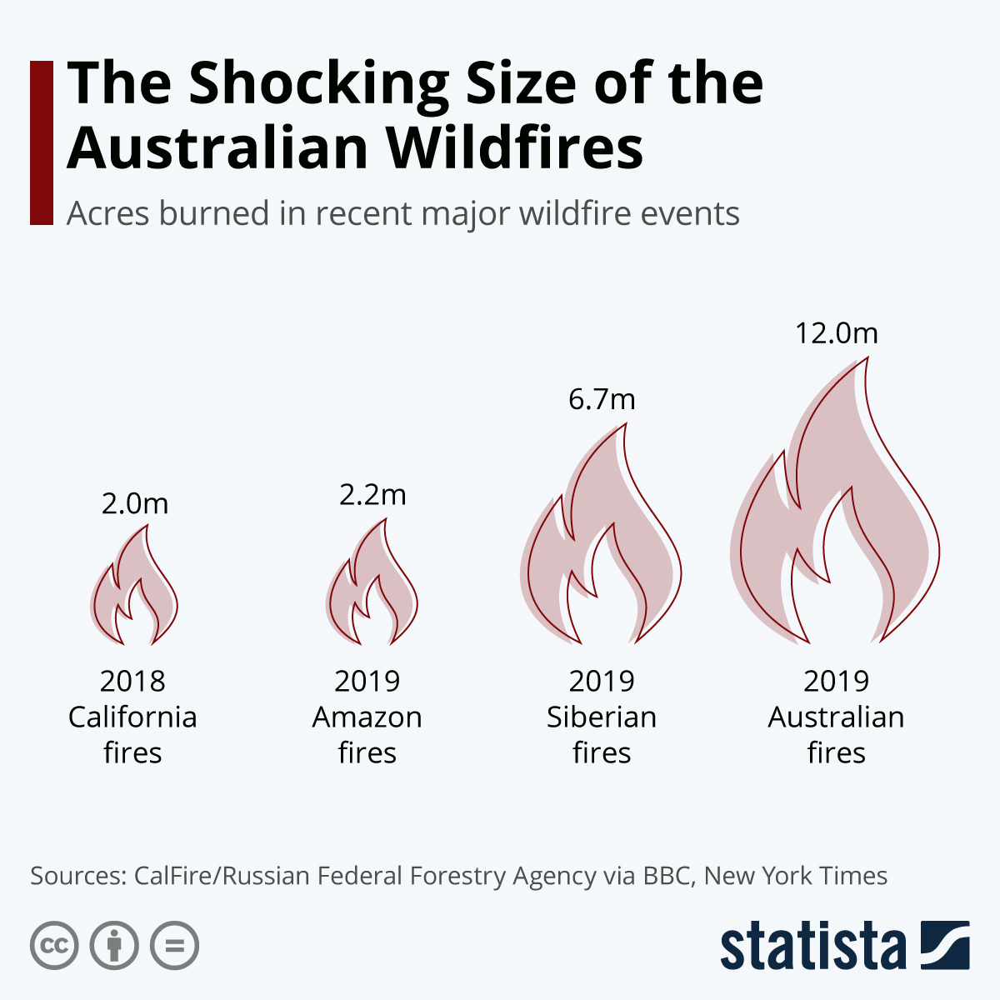 The Shocking Size of the
Australian Wildfires
Acres burned in recent major wildfire events
2.0m
2.2m
6.7m
12.0m
2018
California
fires
2019
Amazon
fires
2019
Siberian
fires
2019
Australian
fires
Sources: CalFire/Russian Federal Forestry Agency via BBC, New York Times
cc
=
statista